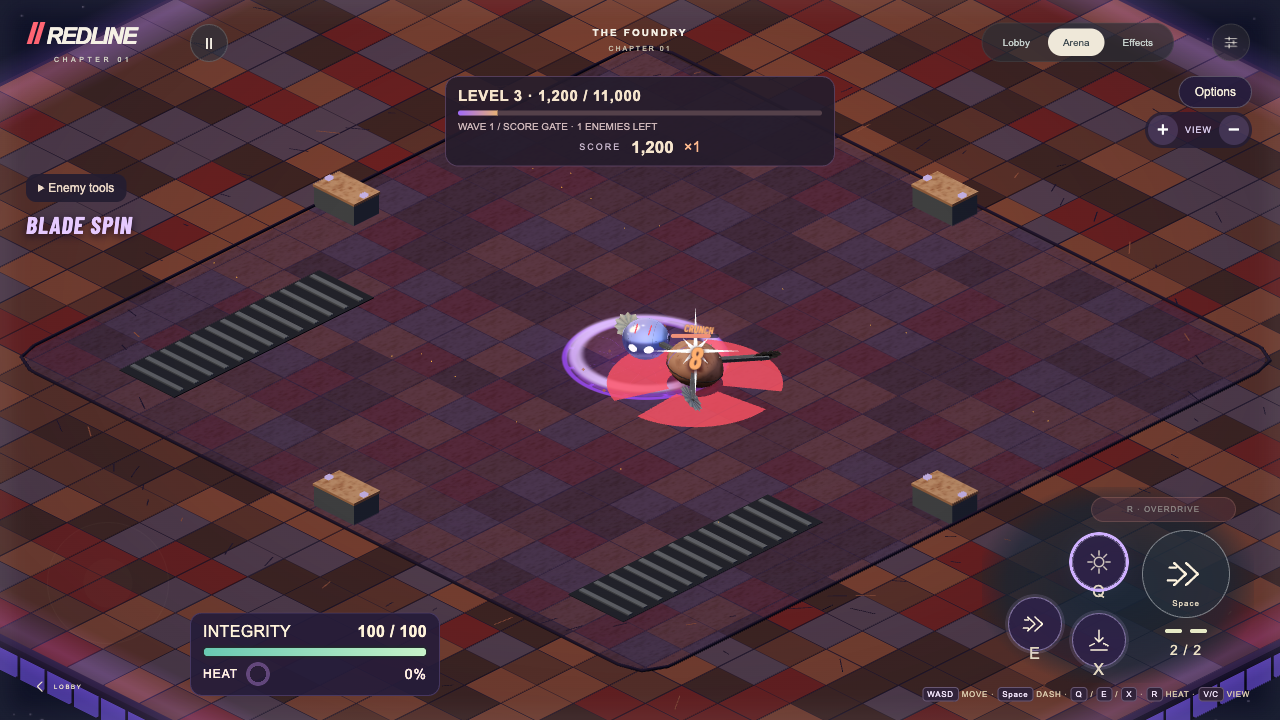 REDLINE
CHAPTER 01
THE FOUNDRY
CHAPTER 01
Lobby
Arena
Effects
Options
+ VIEW −
LEVEL 3 · 1,200 / 11,000
WAVE 1 / SCORE GATE · 1 ENEMIES LEFT
SCORE 1,200 ×1
Enemy tools
BLADE SPIN
CRUNCH
8
R · OVERDRIVE
Q
Space
E
X
2 / 2
INTEGRITY 100 / 100
HEAT 0%
LOBBY
WASD MOVE · Space DASH · Q / E / X · R HEAT · V/C VIEW